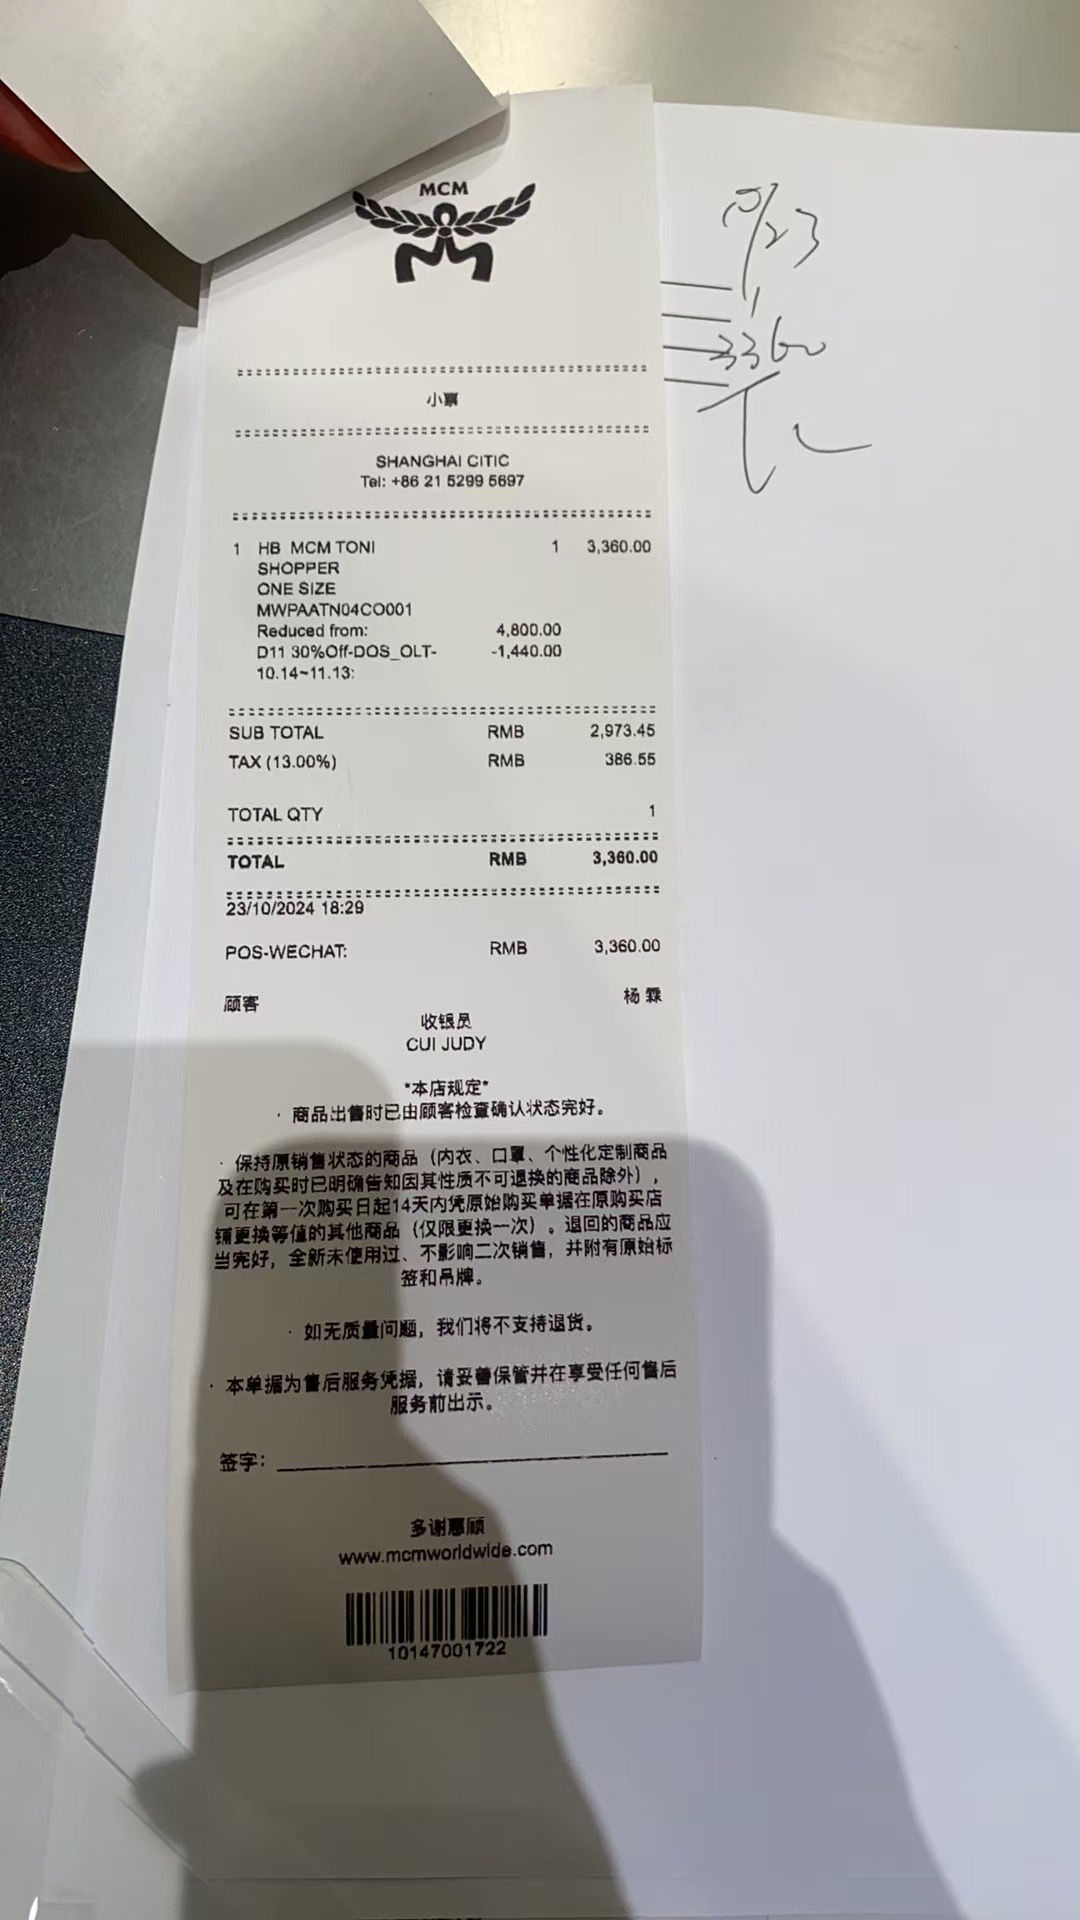 MCM
小票
SHANGHAI CITIC
Tel: +86 21 5299 5697
1 HB MCM TONI 1 3,360.00
SHOPPER
ONE SIZE
MWPAATN04CO001
Reduced from: 4,800.00
D11 30%Off-DOS_OLT- -1,440.00
10.14~11.13:
SUB TOTAL RMB 2,973.45
TAX (13.00%) RMB 386.55
TOTAL QTY 1
TOTAL RMB 3,360.00
23/10/2024 18:29
POS-WECHAT: RMB 3,360.00
顾客 杨霖
收银员
CUI JUDY
*本店规定*
· 商品出售时已由顾客检查确认状态完好。
· 保持原销售状态的商品（内衣、口罩、个性化定制商品
及在购买时已明确告知因其性质不可退换的商品除外），
可在第一次购买日起14天内凭原始购买单据在原购买店
铺更换等值的其他商品（仅限更换一次）。退回的商品应
当完好，全新未使用过、不影响二次销售，并附有原始标
签和吊牌。
· 如无质量问题，我们将不支持退货。
· 本单据为售后服务凭据，请妥善保管并在享受任何售后
服务前出示。
签字：
多谢惠顾
www.mcmworldwide.com
10147001722
10/23
1
3360